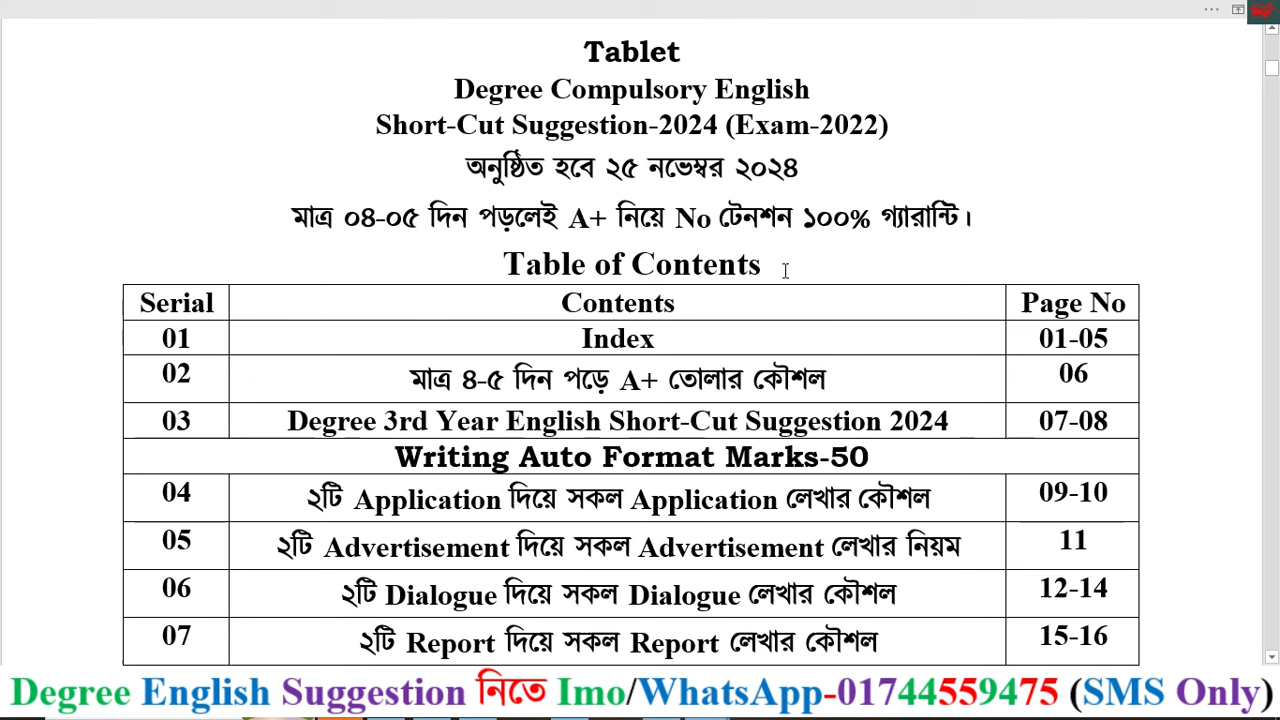 Tablet
Degree Compulsory English
Short-Cut Suggestion-2024 (Exam-2022)
অনুষ্ঠিত হবে ২৫ নভেম্বর ২০২৪
মাত্র ০৪-০৫ দিন পড়লেই A+ নিয়ে No টেনশন ১০০% গ্যারান্টি।
Table of Contents
Serial Contents Page No
01 Index 01-05
02 মাত্র ৪-৫ দিন পড়ে A+ তোলার কৌশল 06
03 Degree 3rd Year English Short-Cut Suggestion 2024 07-08
Writing Auto Format Marks-50
04 ২টি Application দিয়ে সকল Application লেখার কৌশল 09-10
05 ২টি Advertisement দিয়ে সকল Advertisement লেখার নিয়ম 11
06 ২টি Dialogue দিয়ে সকল Dialogue লেখার কৌশল 12-14
07 ২টি Report দিয়ে সকল Report লেখার কৌশল 15-16
Degree English Suggestion নিতে Imo/WhatsApp-01744559475 (SMS Only)